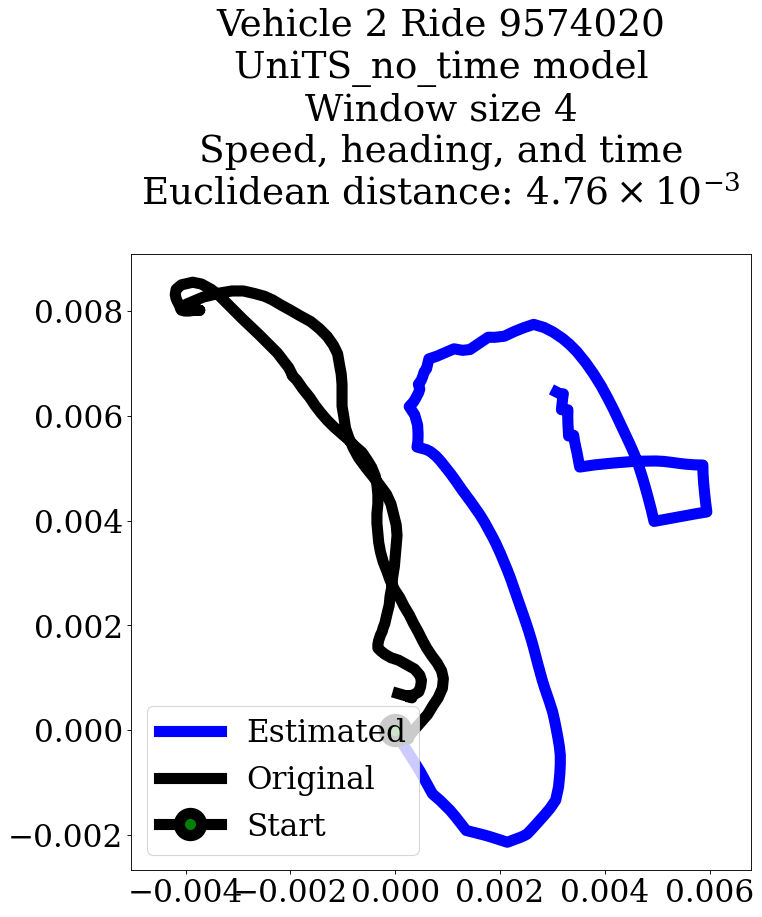 Vehicle 2 Ride 9574020
UniTS_no_time model
Window size 4
Speed, heading, and time
Euclidean distance: 4.76 × 10⁻³
0.008
0.006
0.004
0.002
0.000
−0.002
Estimated
Original
Start
−0.004 −0.002 0.000 0.002 0.004 0.006